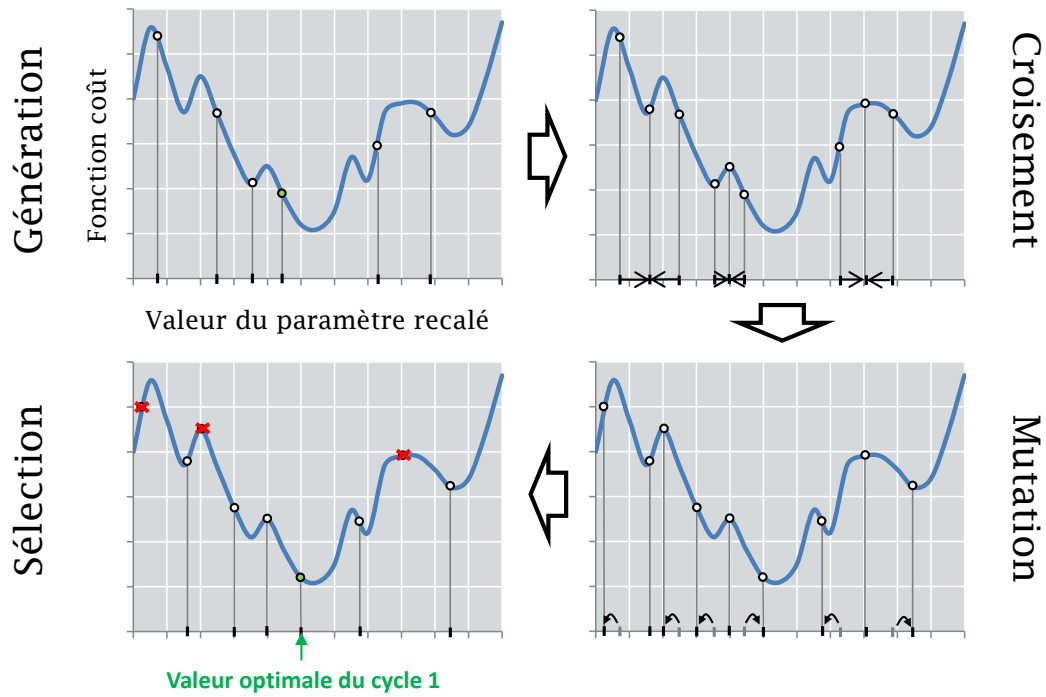 Génération
Fonction coût
Croisement
Valeur du paramètre recalé
Sélection
Mutation
Valeur optimale du cycle 1